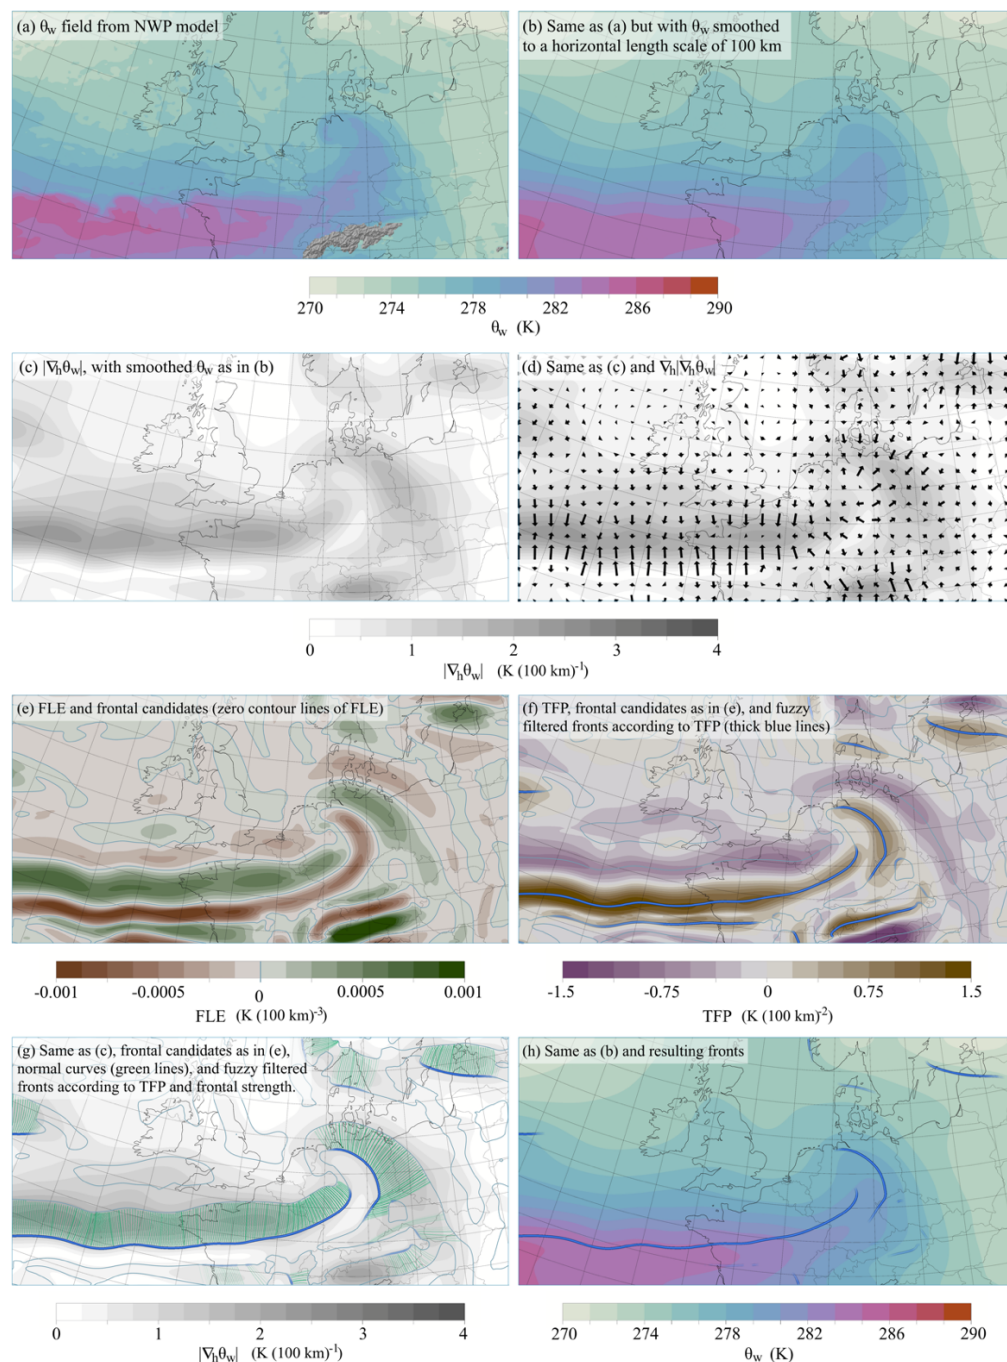 (a) θw field from NWP model
(b) Same as (a) but with θw smoothed
to a horizontal length scale of 100 km
270 274 278 282 286 290
θw (K)
(c) |∇hθw|, with smoothed θw as in (b)
(d) Same as (c) and ∇h|∇hθw|
0 1 2 3 4
|∇hθw| (K (100 km)-1)
(e) FLE and frontal candidates (zero contour lines of FLE)
(f) TFP, frontal candidates as in (e), and fuzzy
filtered fronts according to TFP (thick blue lines)
-0.001 -0.0005 0 0.0005 0.001
FLE (K (100 km)-3)
-1.5 -0.75 0 0.75 1.5
TFP (K (100 km)-2)
(g) Same as (c), frontal candidates as in (e),
normal curves (green lines), and fuzzy filtered
fronts according to TFP and frontal strength.
(h) Same as (b) and resulting fronts
0 1 2 3 4
|∇hθw| (K (100 km)-1)
270 274 278 282 286 290
θw (K)